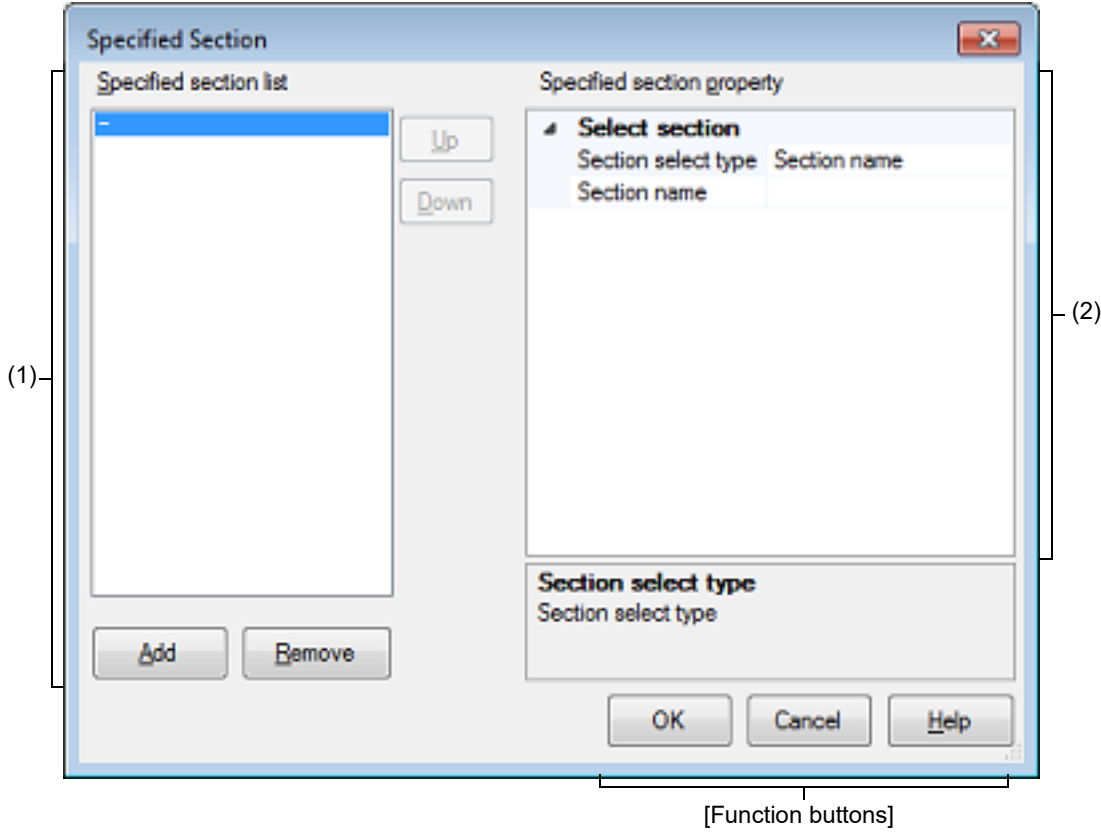 Specified Section
Specified section list
–
Up
Down
Add
Remove
Specified section property
Select section
Section select type Section name
Section name
Section select type
Section select type
OK Cancel Help
(1)
(2)
[Function buttons]